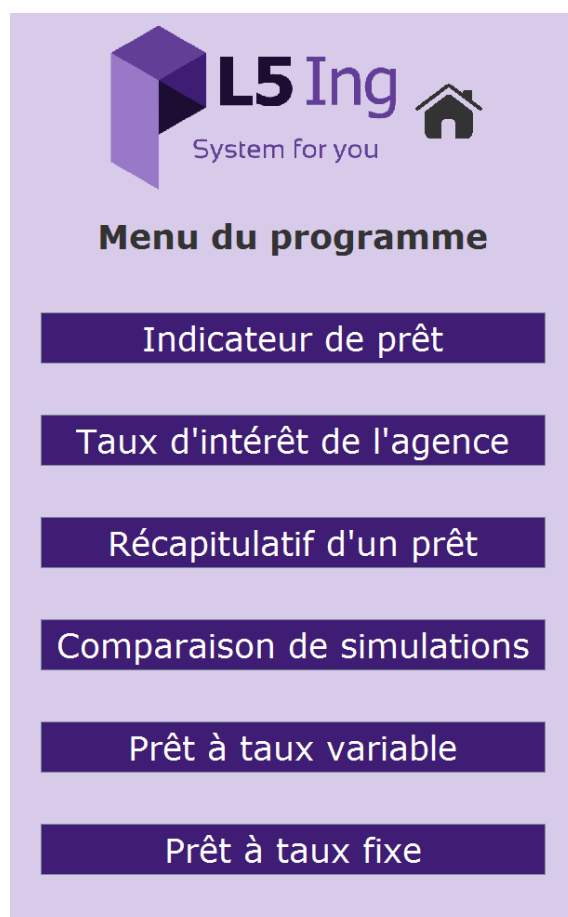 L5 Ing
System for you
Menu du programme
Indicateur de prêt
Taux d'intérêt de l'agence
Récapitulatif d'un prêt
Comparaison de simulations
Prêt à taux variable
Prêt à taux fixe